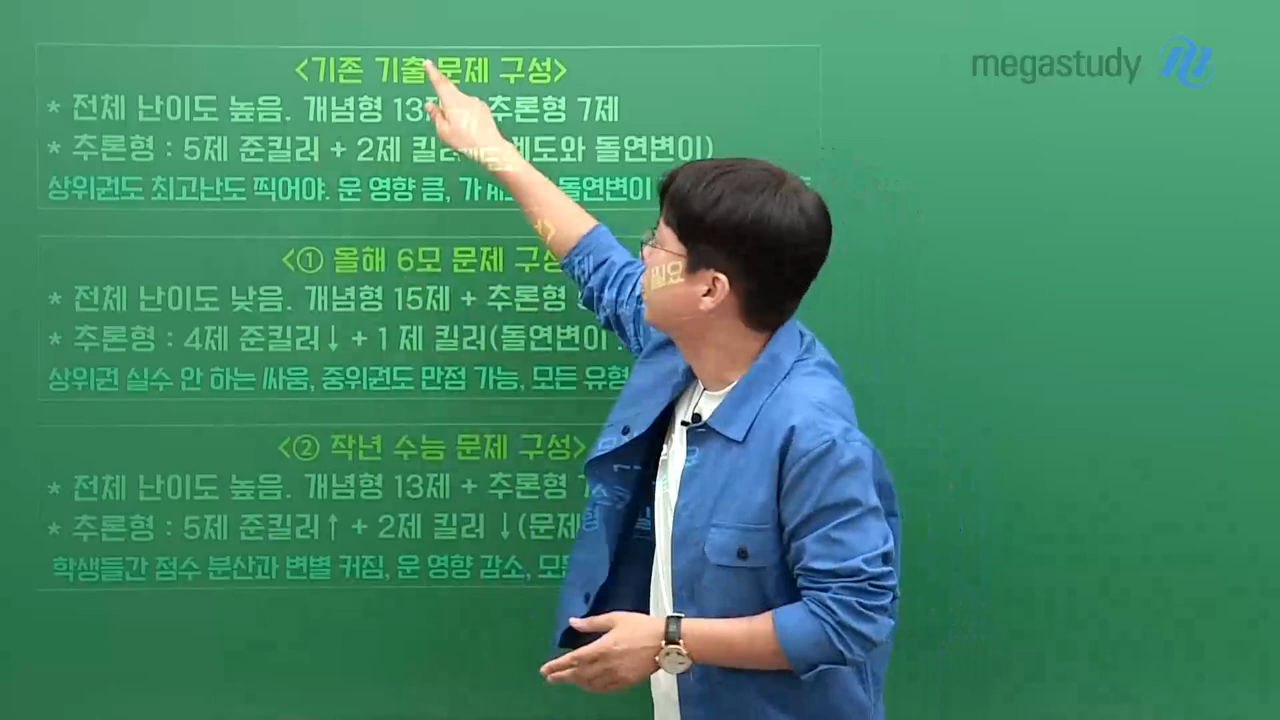 megastudy
<기존 기출 문제 구성>
* 전체 난이도 높음. 개념형 13제 추론형 7제
* 추론형 : 5제 준킬러 + 2제 돌연변이)
상위권도 최고난도 찍어야. 운 영향 큼, 돌연변이
<① 올해 6모 문제 구성
* 전체 난이도 낮음. 개념형 15제 + 추론형
* 추론형 : 4제 준킬러↓ + 1 제 킬러(돌연변이
상위권 실수 안 하는 싸움, 중위권도 만점 가능, 모든 유형
필요
<② 작년 수능 문제 구성>
* 전체 난이도 높음. 개념형 13제 + 추론형
* 추론형 : 5제 준킬러↑ + 2제 킬러 ↓(문제
학생들간 점수 분산과 변별 커짐, 운 영향 감소,